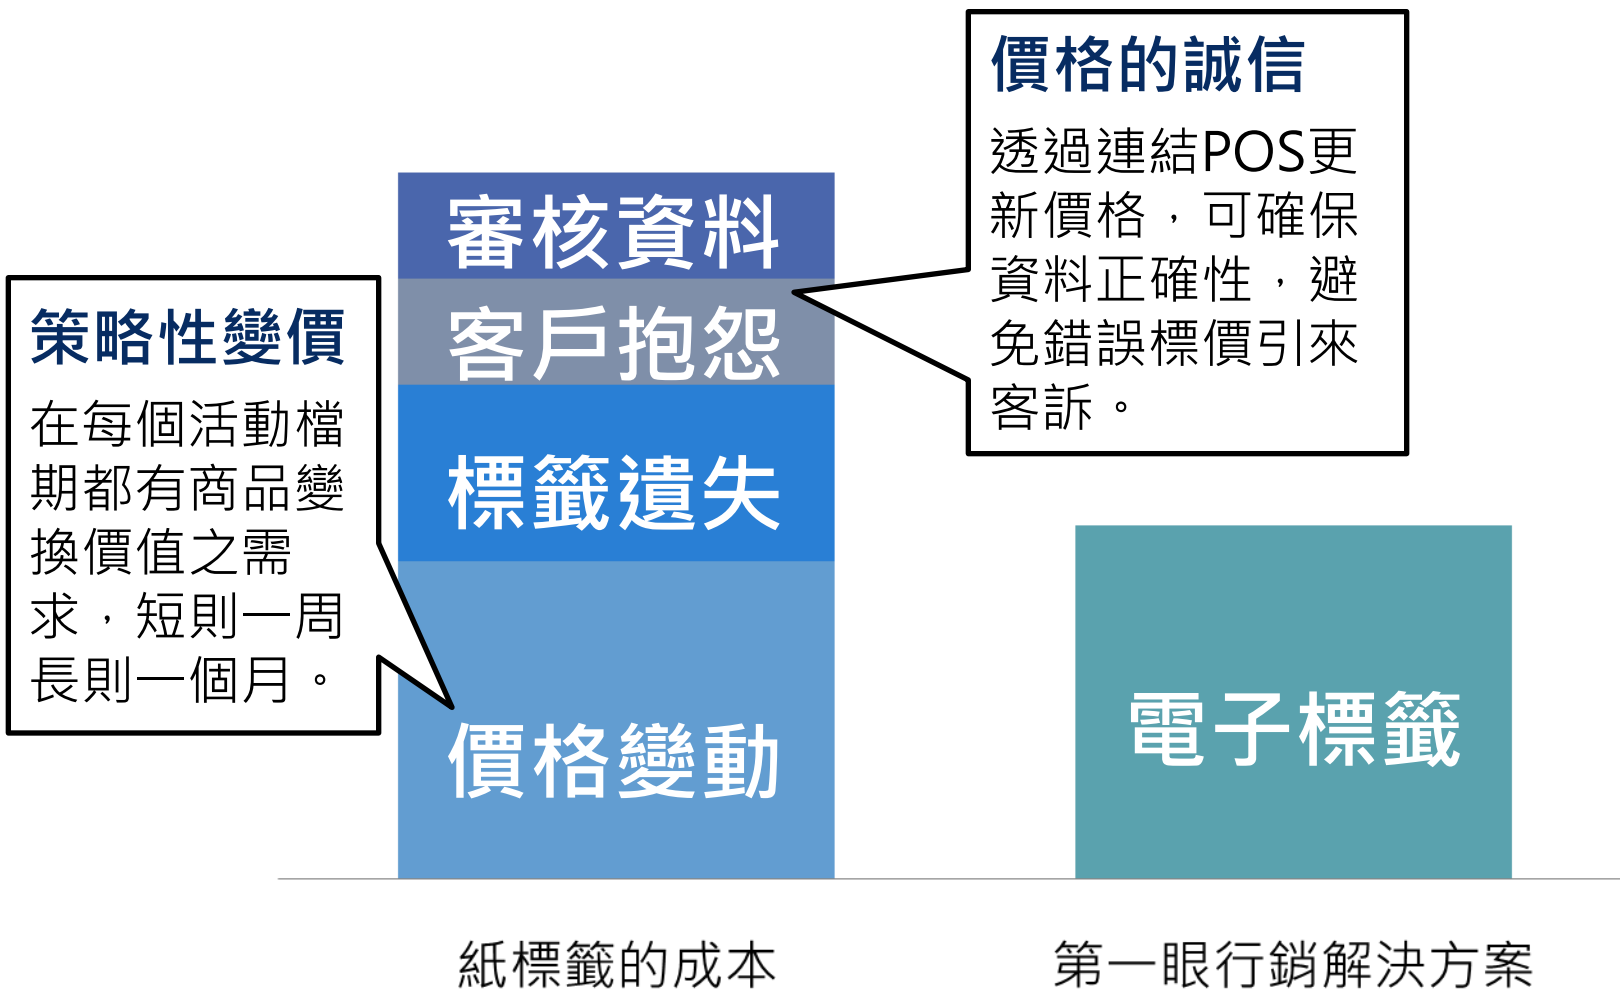 價格的誠信
透過連結POS更
新價格，可確保
資料正確性，避
免錯誤標價引來
客訴。
審核資料
客戶抱怨
標籤遺失
價格變動
策略性變價
在每個活動檔
期都有商品變
換價值之需
求，短則一周
長則一個月。
電子標籤
紙標籤的成本
第一眼行銷解決方案